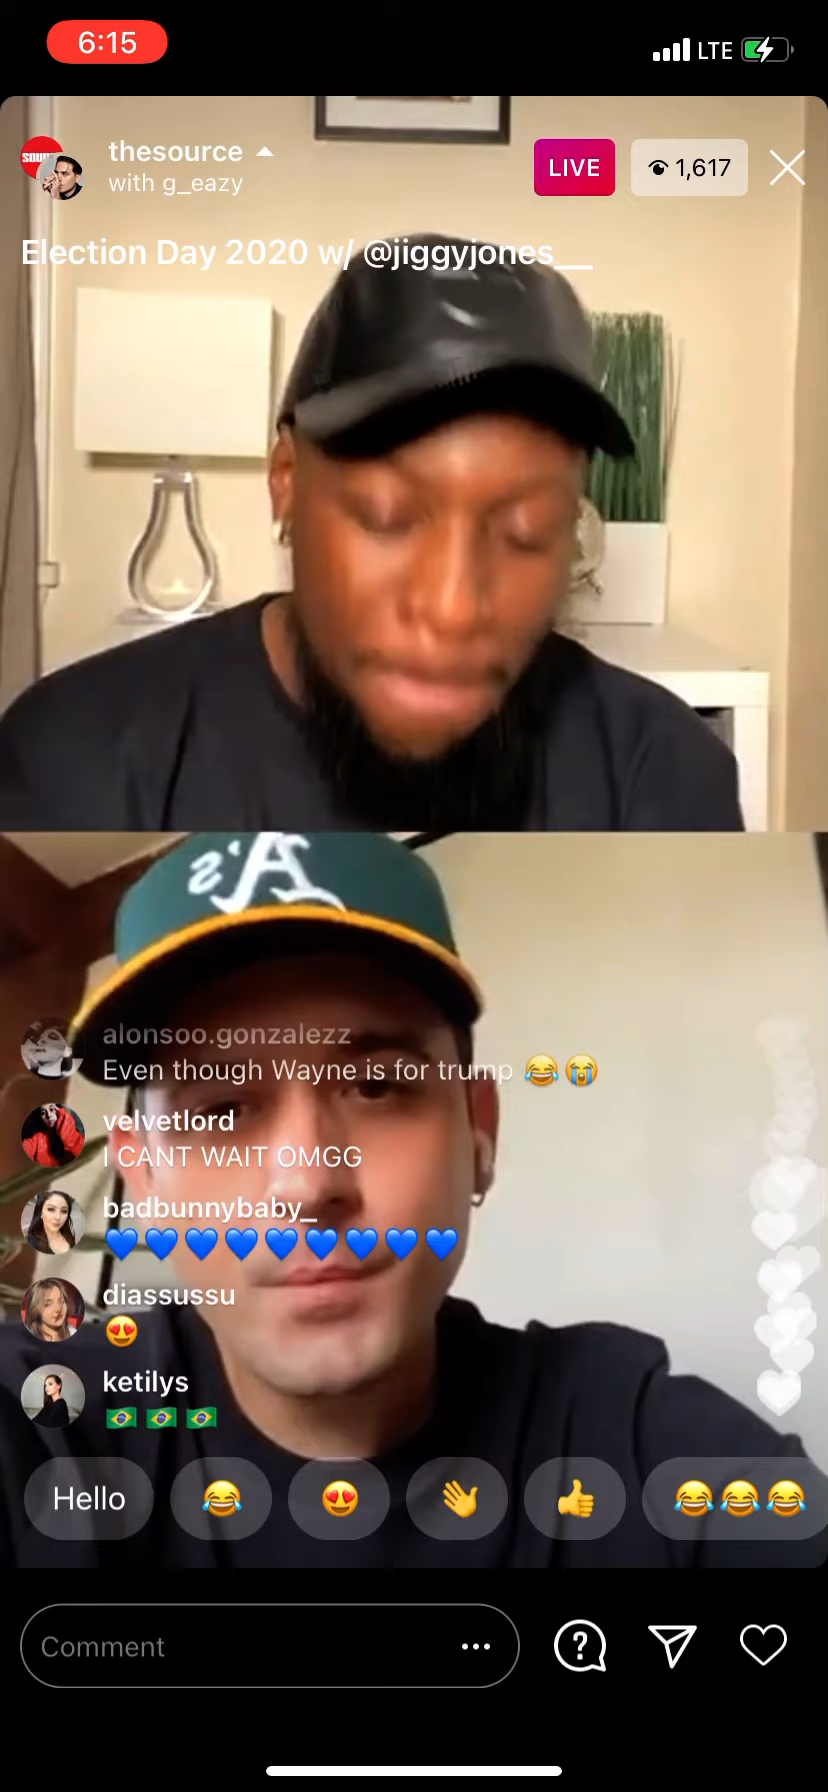 6:15
LTE
thesource
with g_eazy
LIVE
1,617
Election Day 2020 w/ @jiggyjones__
A's
alonsoo.gonzalezz
Even though Wayne is for trump 😂😭
velvetlord
I CANT WAIT OMGG
badbunnybaby_
💙💙💙💙💙💙💙💙💙
diassussu
😍
ketilys
🇧🇷🇧🇷🇧🇷
Hello 😂 😍 👋 👍 😂😂😂
Comment